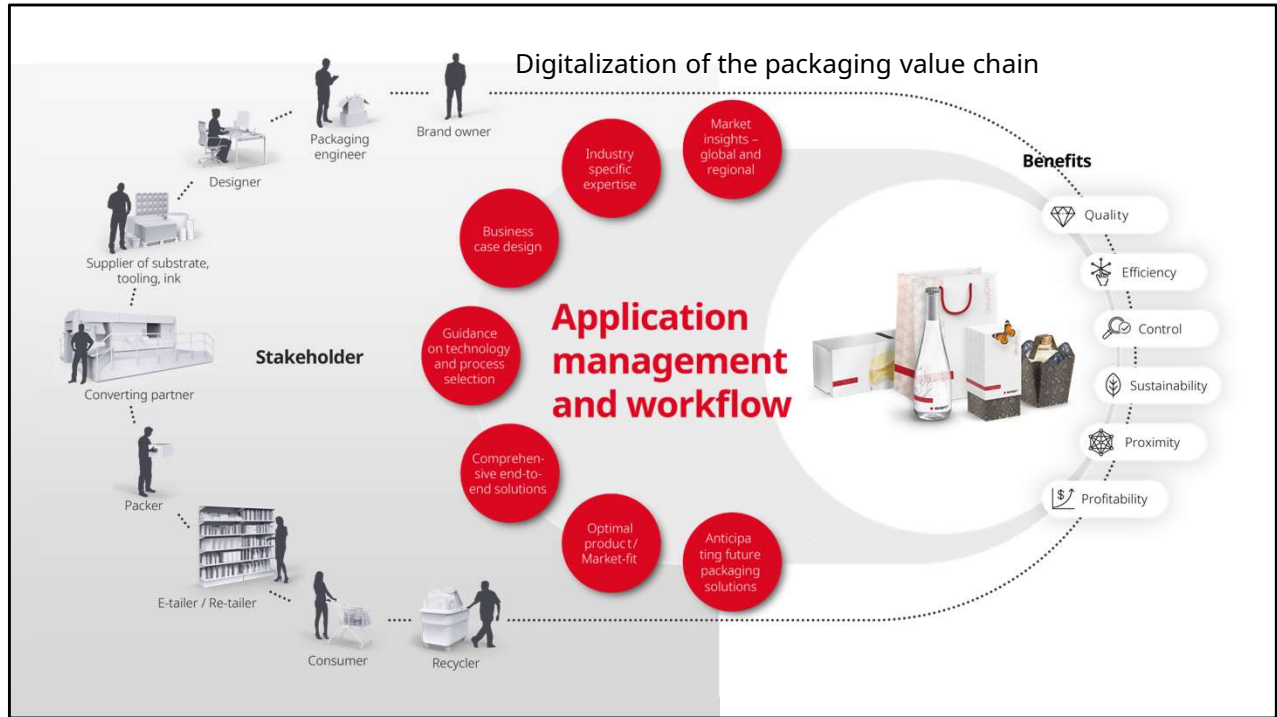 Digitalization of the packaging value chain
Brand owner
Packaging
engineer
Designer
Supplier of substrate,
tooling, ink
Converting partner
Packer
E-tailer / Re-tailer
Consumer
Recycler
Stakeholder
Market
insights –
global and
regional
Industry
specific
expertise
Business
case design
Guidance
on technology
and process
selection
Comprehen-
sive end-to-
end solutions
Optimal
product/
Market-fit
Anticipa
ting future
packaging
solutions
Application
management
and workflow
Benefits
Quality
Efficiency
Control
Sustainability
Proximity
$
Profitability